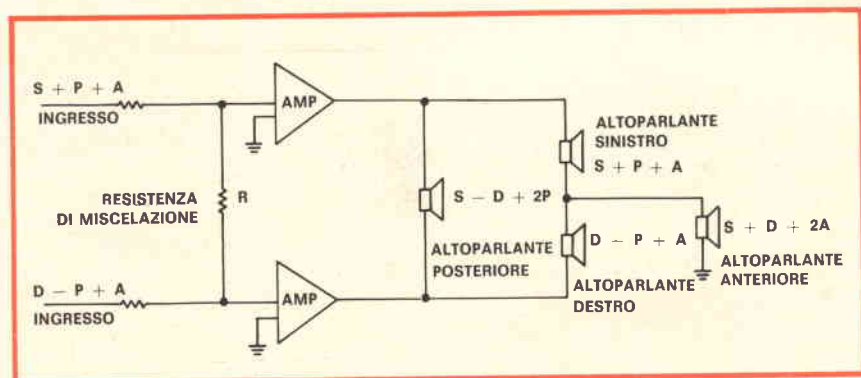 S + P + A
INGRESSO
AMP
RESISTENZA
DI MISCELAZIONE
R
D – P + A
INGRESSO
AMP
S – D + 2P
ALTOPARLANTE
POSTERIORE
ALTOPARLANTE
SINISTRO
S + P + A
D – P + A
ALTOPARLANTE
DESTRO
S + D + 2A
ALTOPARLANTE
ANTERIORE